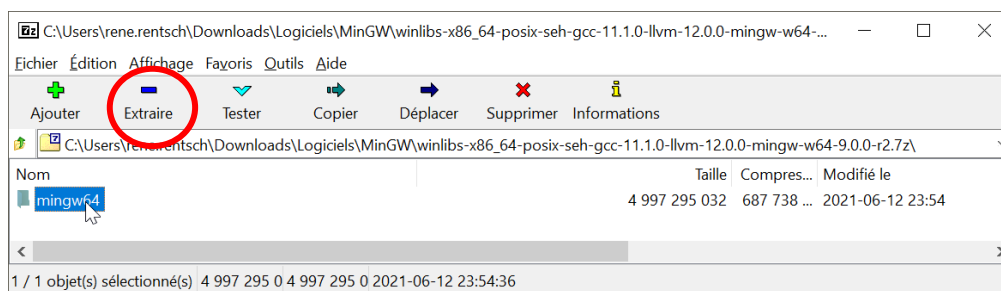 C:\Users\rene.rentsch\Downloads\Logiciels\MinGW\winlibs-x86_64-posix-seh-gcc-11.1.0-llvm-12.0.0-mingw-w64-...
Fichier Édition Affichage Favoris Outils Aide
Ajouter Extraire Tester Copier Déplacer Supprimer Informations
C:\Users\rene.rentsch\Downloads\Logiciels\MinGW\winlibs-x86_64-posix-seh-gcc-11.1.0-llvm-12.0.0-mingw-w64-9.0.0-r2.7z\
Nom Taille Compres... Modifié le
mingw64 4 997 295 032 687 738 ... 2021-06-12 23:54
1 / 1 objet(s) sélectionné(s) 4 997 295 0 4 997 295 0 2021-06-12 23:54:36